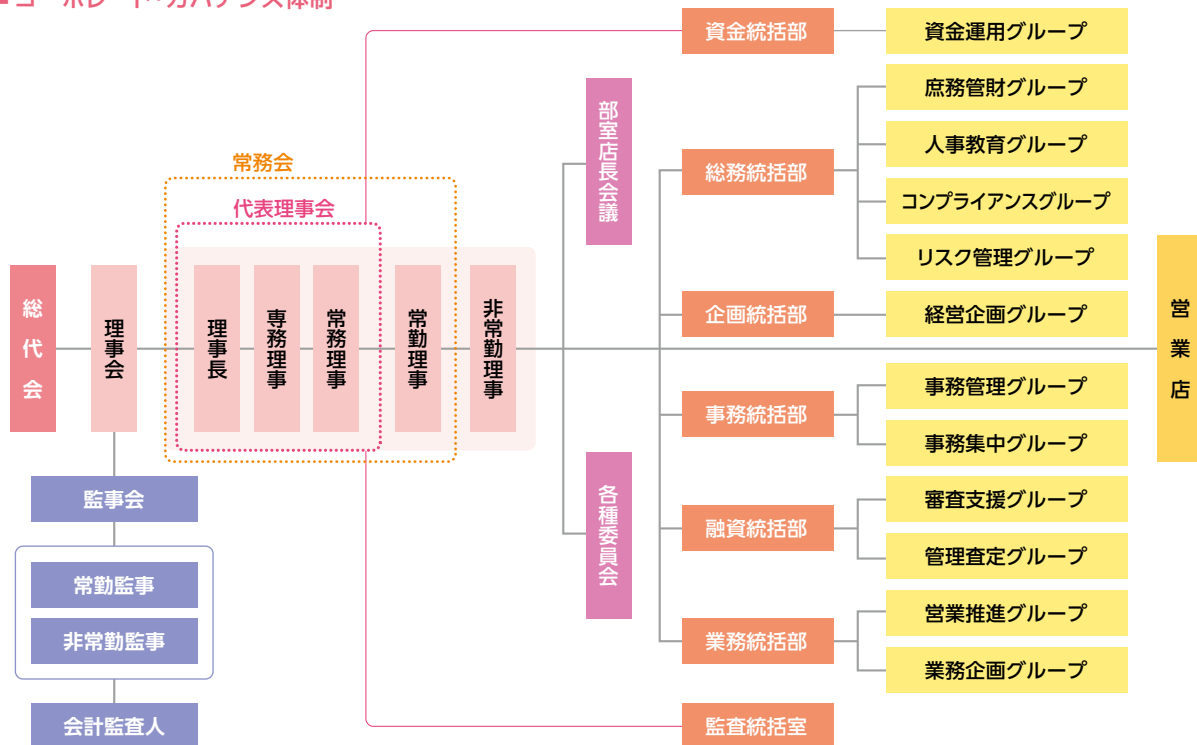 コーポレート・ガバナンス体制
常務会
代表理事会
総代会
理事会
理事長
専務理事
常務理事
常勤理事
非常勤理事
監事会
常勤監事
非常勤監事
会計監査人
部室店長会議
各種委員会
資金統括部
資金運用グループ
総務統括部
庶務管財グループ
人事教育グループ
コンプライアンスグループ
リスク管理グループ
企画統括部
経営企画グループ
事務統括部
事務管理グループ
事務集中グループ
融資統括部
審査支援グループ
管理査定グループ
業務統括部
営業推進グループ
業務企画グループ
監査統括室
営業店